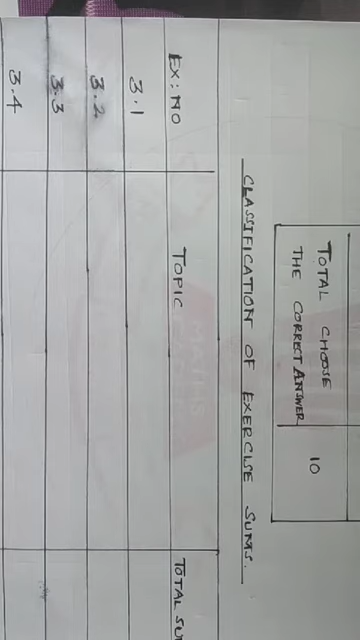 TOTAL CHOOSE
THE CORRECT ANSWER
10
CLASSIFICATION OF EXERCISE SUMS.
EX: NO TOPIC TOTAL
3.1
3.2
3.3
3.4